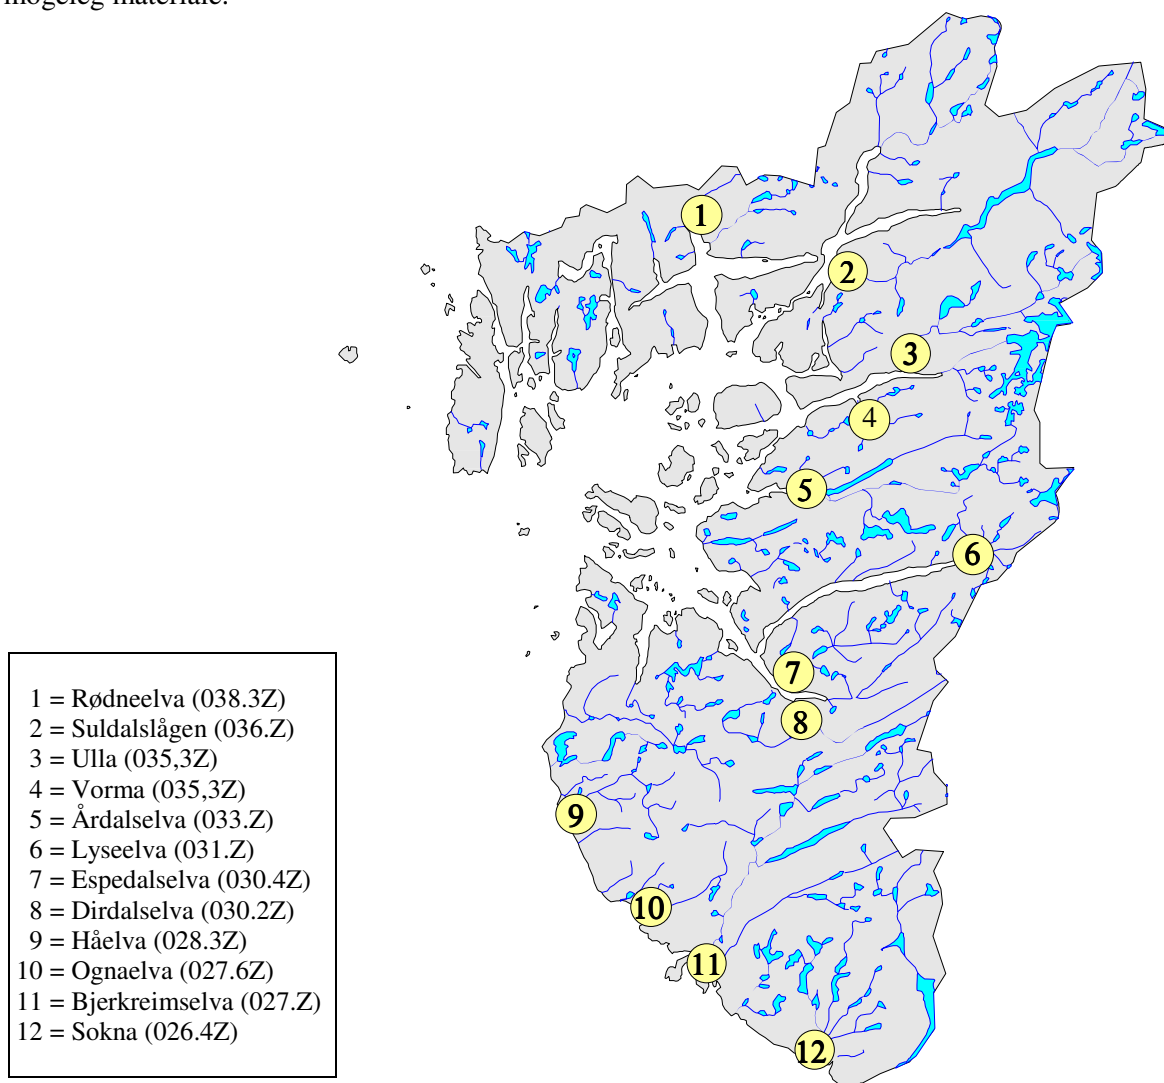 mogeleg materiale.
1
2
3
4
5
6
7
8
9
10
11
12
1 = Rødneelva (038.3Z)
2 = Suldalslågen (036.Z)
3 = Ulla (035,3Z)
4 = Vorma (035,3Z)
5 = Årdalselva (033.Z)
6 = Lyseelva (031.Z)
7 = Espedalselva (030.4Z)
8 = Dirdalselva (030.2Z)
9 = Håelva (028.3Z)
10 = Ognaelva (027.6Z)
11 = Bjerkreimselva (027.Z)
12 = Sokna (026.4Z)